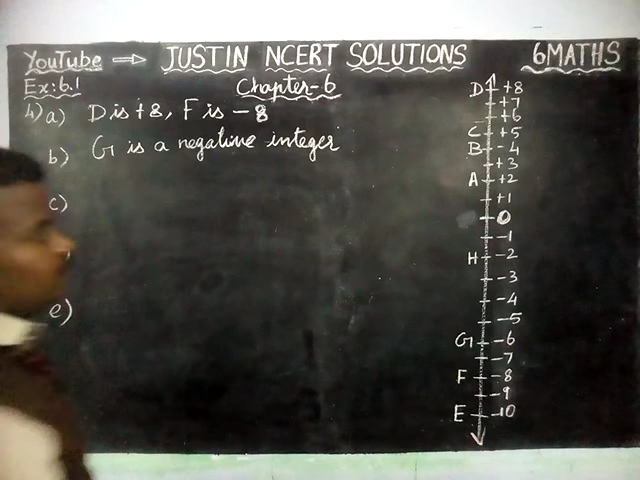 YouTube ⟹ JUSTIN NCERT SOLUTIONS 6MATHS
Ex:6.1 Chapter-6
4) a) D is +8, F is -8
b) G is a negative integer
c)
)
e)
D +8
+7
+6
C +5
B -4
+3
A +2
+1
0
-1
H -2
-3
-4
-5
G -6
-7
F -8
-9
E -10